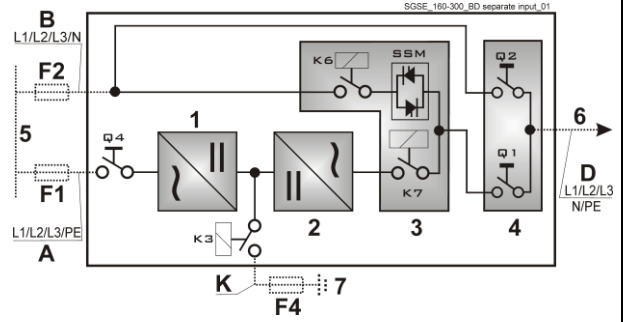 SGSE_160-300_BD separate input_01
B
L1/L2/L3/N
F2
K6
SSM
Q2
5
Q4
1
6
F1
K7
Q1
D
L1/L2/L3
N/PE
L1/L2/L3/PE
A
K3
2
3
4
K
F4
7